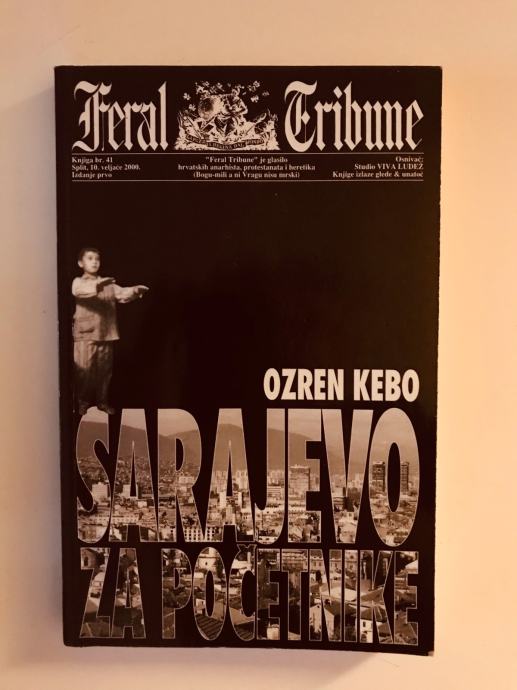 Feral Tribune
Knjiga br. 41
Split, 10. veljače 2000.
Izdanje prvo
"Feral Tribune" je glasilo
hrvatskih anarhista, protestanata i heretika
(Bogu-mili a ni Vragu nisu mrski)
Osnivač:
Studio VIVA LUDEŽ
Knjige izlaze glede & unatoč
OZREN KEBO
SARAJEVO
ZA POČETNIKE